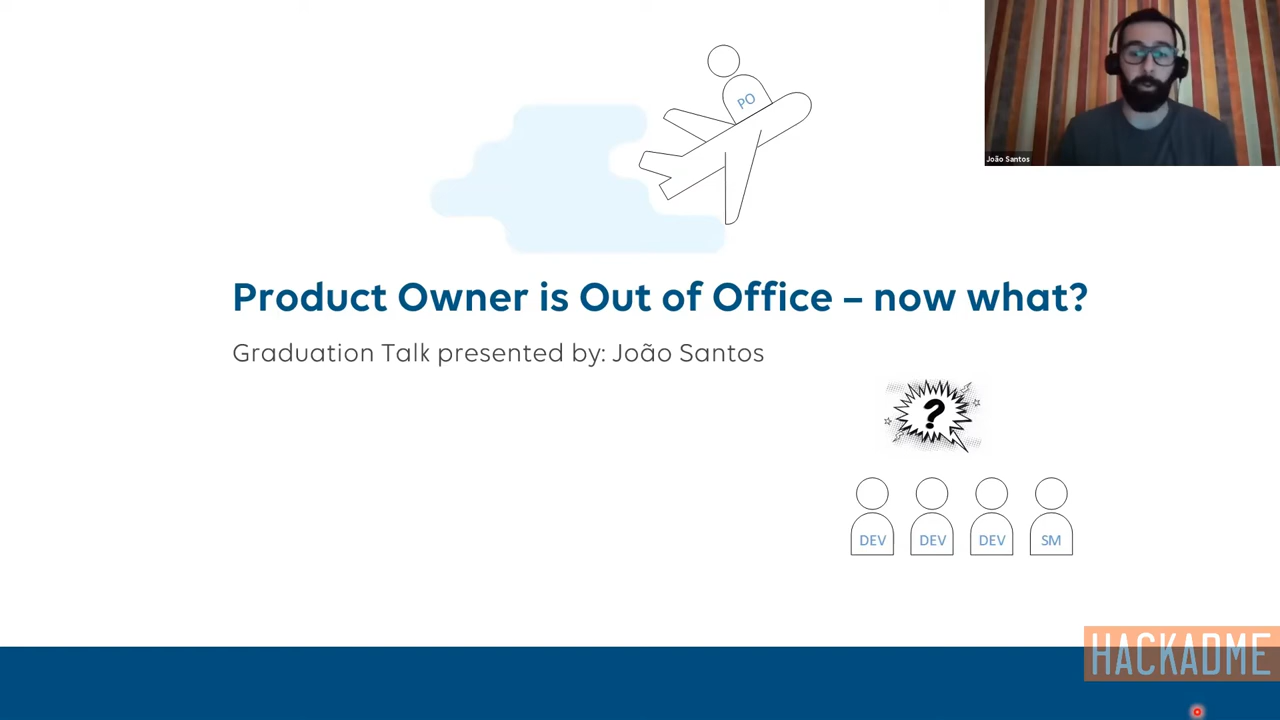 PO
João Santos
Product Owner is Out of Office – now what?
Graduation Talk presented by: João Santos
?
DEV DEV DEV SM
HACKADME